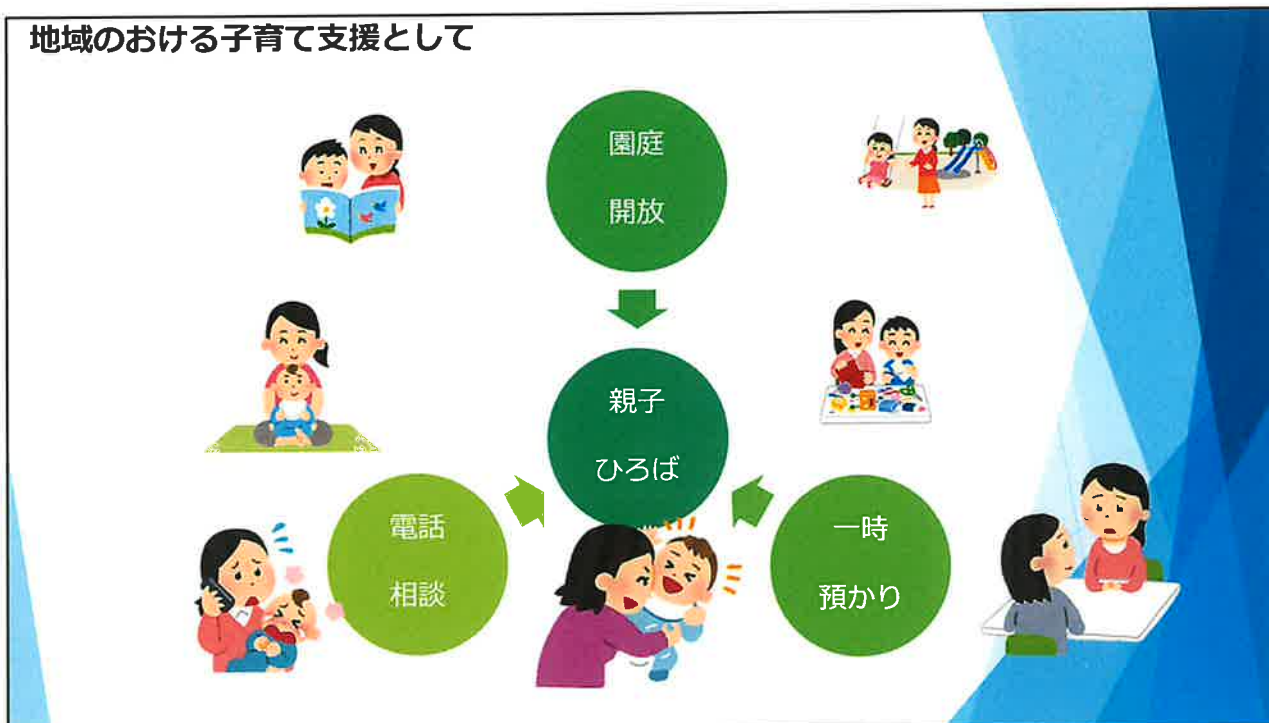 地域のおける子育て支援として
園庭
開放
親子
ひろば
電話
相談
一時
預かり